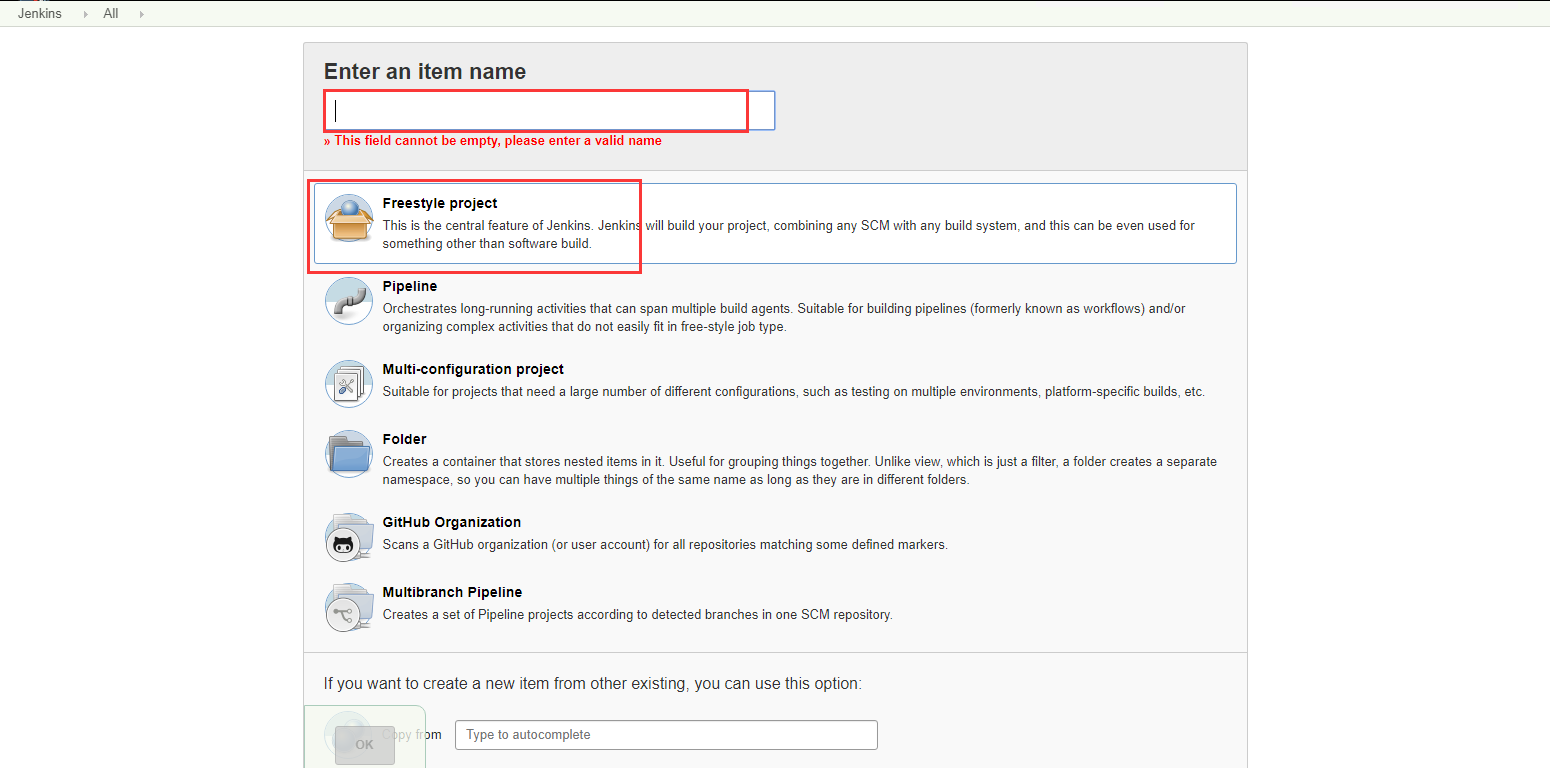 Jenkins All
Enter an item name
» This field cannot be empty, please enter a valid name
Freestyle project
This is the central feature of Jenkins. Jenkins will build your project, combining any SCM with any build system, and this can be even used for
something other than software build.
Pipeline
Orchestrates long-running activities that can span multiple build agents. Suitable for building pipelines (formerly known as workflows) and/or
organizing complex activities that do not easily fit in free-style job type.
Multi-configuration project
Suitable for projects that need a large number of different configurations, such as testing on multiple environments, platform-specific builds, etc.
Folder
Creates a container that stores nested items in it. Useful for grouping things together. Unlike view, which is just a filter, a folder creates a separate
namespace, so you can have multiple things of the same name as long as they are in different folders.
GitHub Organization
Scans a GitHub organization (or user account) for all repositories matching some defined markers.
Multibranch Pipeline
Creates a set of Pipeline projects according to detected branches in one SCM repository.
If you want to create a new item from other existing, you can use this option:
Copy from Type to autocomplete
OK